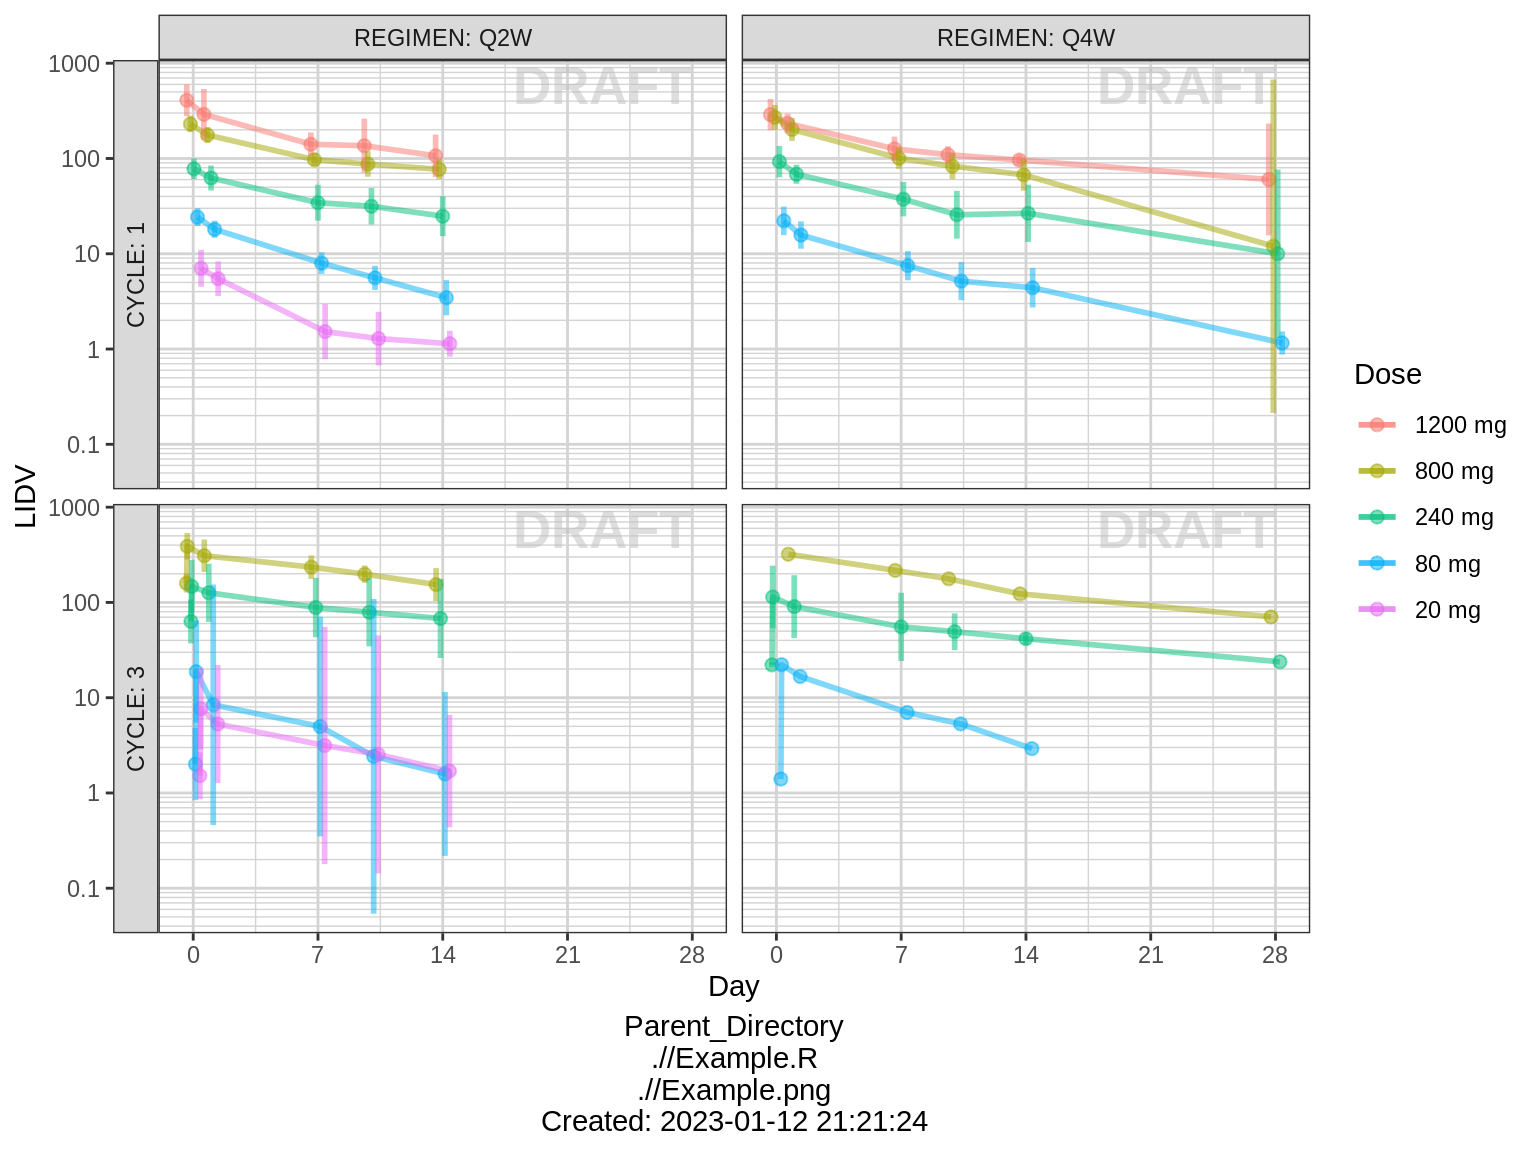 REGIMEN: Q2W
REGIMEN: Q4W
DRAFT
DRAFT
CYCLE: 1
1000
100
10
1
0.1
LIDV
DRAFT
DRAFT
CYCLE: 3
1000
100
10
1
0.1
0 7 14 21 28
0 7 14 21 28
Day
Dose
1200 mg
800 mg
240 mg
80 mg
20 mg
Parent_Directory
.//Example.R
.//Example.png
Created: 2023-01-12 21:21:24